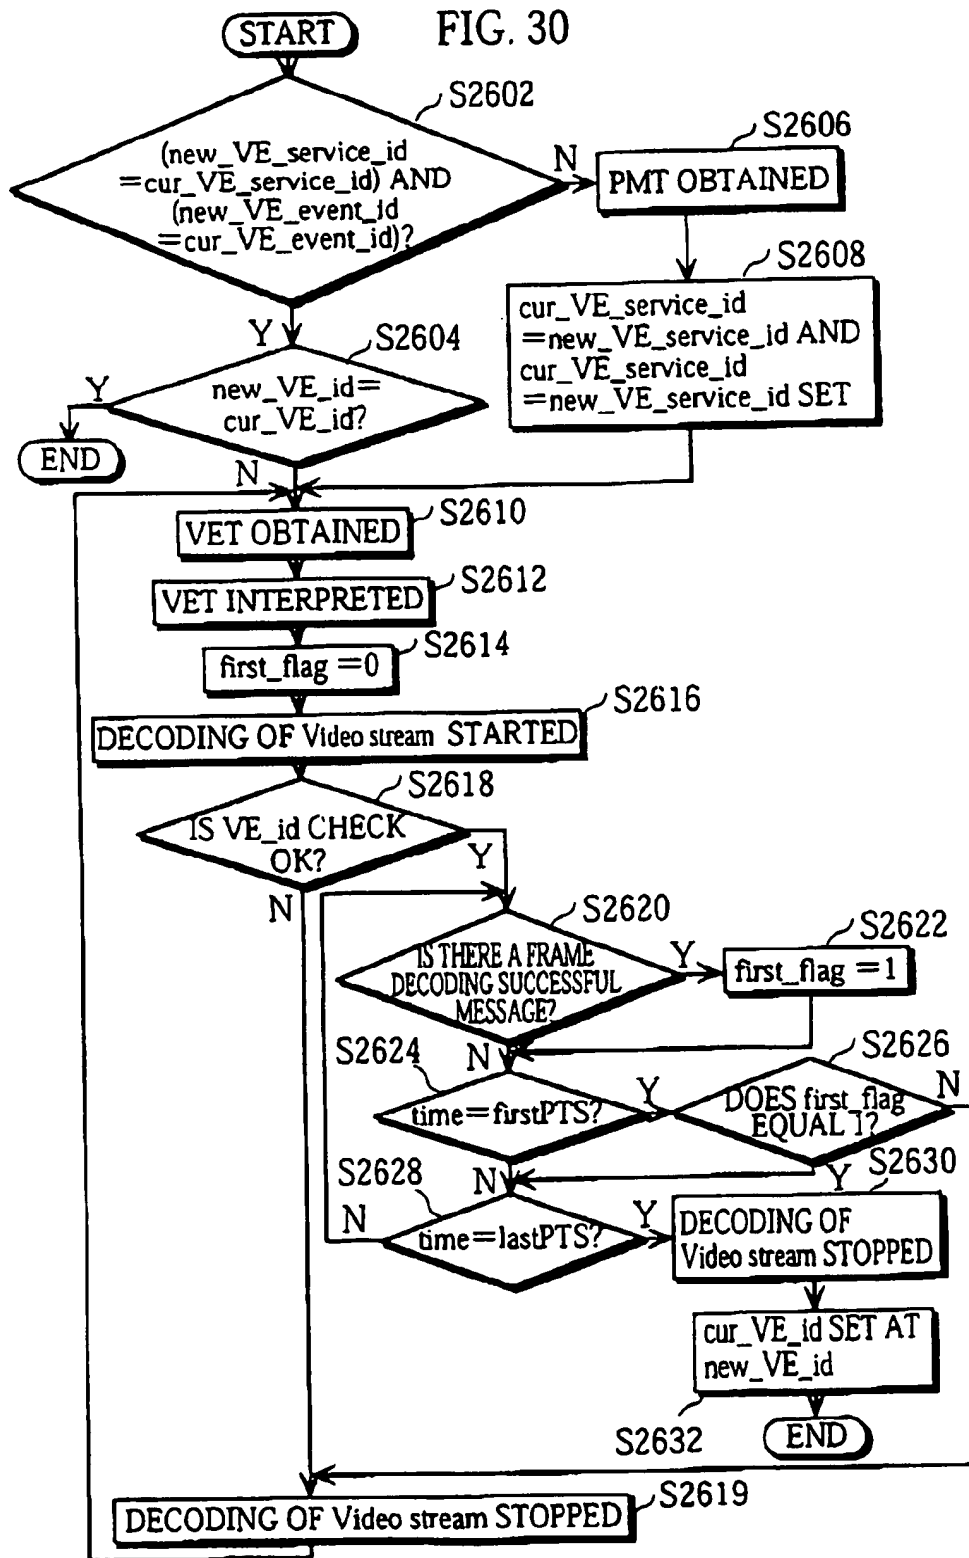 START
FIG. 30
S2602
(new_VE_service_id
=cur_VE_service_id) AND
(new_VE_event_id
=cur_VE_event_id)?
N
S2606
PMT OBTAINED
S2608
cur_VE_service_id
=new_VE_service_id AND
cur_VE_service_id
=new_VE_service_id SET
Y
S2604
new_VE_id=
cur_VE_id?
Y
END
N
S2610
VET OBTAINED
S2612
VET INTERPRETED
S2614
first_flag =0
S2616
DECODING OF Video stream STARTED
S2618
IS VE_id CHECK
OK?
Y
N
S2620
IS THERE A FRAME
DECODING SUCCESSFUL
MESSAGE?
Y
S2622
first_flag =1
N
S2624
time=firstPTS?
Y
S2626
DOES first_flag
EQUAL 1?
N
Y
N
S2628
time=lastPTS?
N
Y
S2630
DECODING OF
Video stream STOPPED
cur_VE_id SET AT
new_VE_id
S2632
END
S2619
DECODING OF Video stream STOPPED